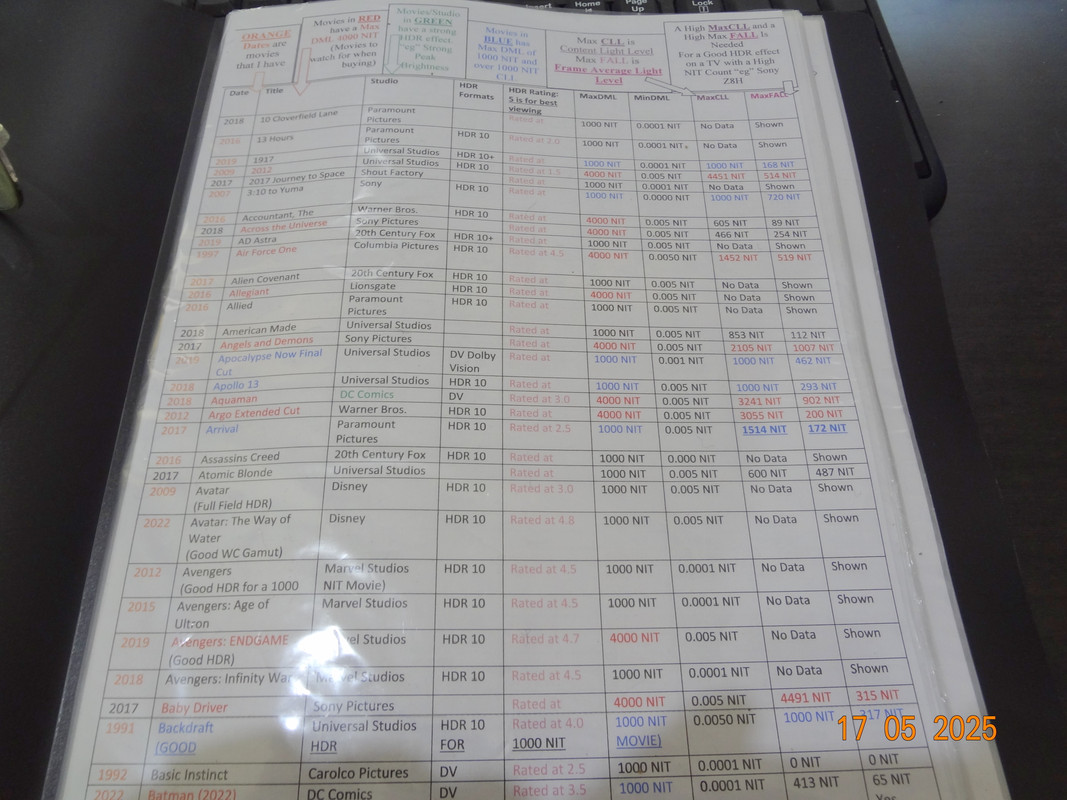 Insert Home Page Up Lock
ORANGE
Dates are
movies
that I have
Movies in RED
have a Max
DML 4000 NIT
(Movies to
watch for when
buying)
Movies/Studio
in GREEN
have a strong
HDR effect
"eg" Strong
Peak
Brightness
Movies in
BLUE has
Max DML of
1000 NIT and
over 1000 NIT
CLL
Max CLL is
Content Light Level
Max FALL is
Frame Average Light
Level
A High MaxCLL and a
High Max FALL Is
Needed
For a Good HDR effect
on a TV with a High
NIT Count "eg" Sony
Z8H
Date Title Studio HDR Formats HDR Rating: 5 is for best viewing MaxDML MinDML MaxCLL MaxFALL
2018 10 Cloverfield Lane Paramount Pictures Rated at 1000 NIT 0.0001 NIT No Data Shown
2016 13 Hours Paramount Pictures HDR 10 Rated at 2.0 1000 NIT 0.0001 NIT No Data Shown
2019 1917 Universal Studios HDR 10+ Rated at 1000 NIT 0.0001 NIT 1000 NIT 168 NIT
2009 2012 Universal Studios HDR 10 Rated at 1.5 4000 NIT 0.005 NIT 4451 NIT 514 NIT
2017 2017 Journey to Space Shout Factory Rated at 1000 NIT 0.0001 NIT No Data Shown
2007 3:10 to Yuma Sony HDR 10 Rated at 1000 NIT 0.0000 NIT 1000 NIT 720 NIT
2016 Accountant, The Warner Bros. HDR 10 Rated at 4000 NIT 0.005 NIT 605 NIT 89 NIT
2018 Across the Universe Sony Pictures Rated at 4000 NIT 0.005 NIT 466 NIT 254 NIT
2019 AD Astra 20th Century Fox HDR 10+ Rated at 1000 NIT 0.005 NIT No Data Shown
1997 Air Force One Columbia Pictures HDR 10 Rated at 4.5 4000 NIT 0.0050 NIT 1452 NIT 519 NIT
2017 Alien Covenant 20th Century Fox HDR 10 Rated at 1000 NIT 0.005 NIT No Data Shown
2016 Allegiant Lionsgate HDR 10 Rated at 4000 NIT 0.005 NIT No Data Shown
2016 Allied Paramount Pictures HDR 10 Rated at 1000 NIT 0.005 NIT No Data Shown
2018 American Made Universal Studios Rated at 1000 NIT 0.005 NIT 853 NIT 112 NIT
2017 Angels and Demons Sony Pictures Rated at 4000 NIT 0.005 NIT 2105 NIT 1007 NIT
2019 Apocalypse Now Final Cut Universal Studios DV Dolby Vision Rated at 1000 NIT 0.001 NIT 1000 NIT 462 NIT
2018 Apollo 13 Universal Studios HDR 10 Rated at 1000 NIT 0.005 NIT 1000 NIT 293 NIT
2018 Aquaman DC Comics DV Rated at 3.0 4000 NIT 0.005 NIT 3241 NIT 902 NIT
2012 Argo Extended Cut Warner Bros. HDR 10 Rated at 4000 NIT 0.005 NIT 3055 NIT 200 NIT
2017 Arrival Paramount Pictures HDR 10 Rated at 2.5 1000 NIT 0.005 NIT 1514 NIT 172 NIT
2016 Assassins Creed 20th Century Fox HDR 10 Rated at 1000 NIT 0.000 NIT No Data Shown
2017 Atomic Blonde Universal Studios HDR 10 Rated at 1000 NIT 0.005 NIT 600 NIT 487 NIT
2009 Avatar (Full Field HDR) Disney HDR 10 Rated at 3.0 1000 NIT 0.005 NIT No Data Shown
2022 Avatar: The Way of Water (Good WC Gamut) Disney HDR 10 Rated at 4.8 1000 NIT 0.005 NIT No Data Shown
2012 Avengers Marvel Studios HDR 10 Rated at 4.5 1000 NIT 0.0001 NIT No Data Shown
(Good HDR for a 1000 NIT Movie)
2015 Avengers: Age of Ultron Marvel Studios HDR 10 Rated at 4.5 1000 NIT 0.0001 NIT No Data Shown
2019 Avengers: ENDGAME (Good HDR) Marvel Studios HDR 10 Rated at 4.7 4000 NIT 0.005 NIT No Data Shown
2018 Avengers: Infinity War Marvel Studios HDR 10 Rated at 4.5 1000 NIT 0.0001 NIT No Data Shown
2017 Baby Driver Sony Pictures Rated at 4000 NIT 0.005 NIT 4491 NIT 315 NIT
1991 Backdraft Universal Studios HDR 10 Rated at 4.0 1000 NIT 0.0050 NIT 1000 NIT 317 NIT
(GOOD HDR FOR 1000 NIT MOVIE)
1992 Basic Instinct Carolco Pictures DV Rated at 2.5 1000 NIT 0.0001 NIT 0 NIT 0 NIT
2022 Batman (2022) DC Comics DV Rated at 3.5 1000 NIT 0.0001 NIT 413 NIT 65 NIT
17 05 2025